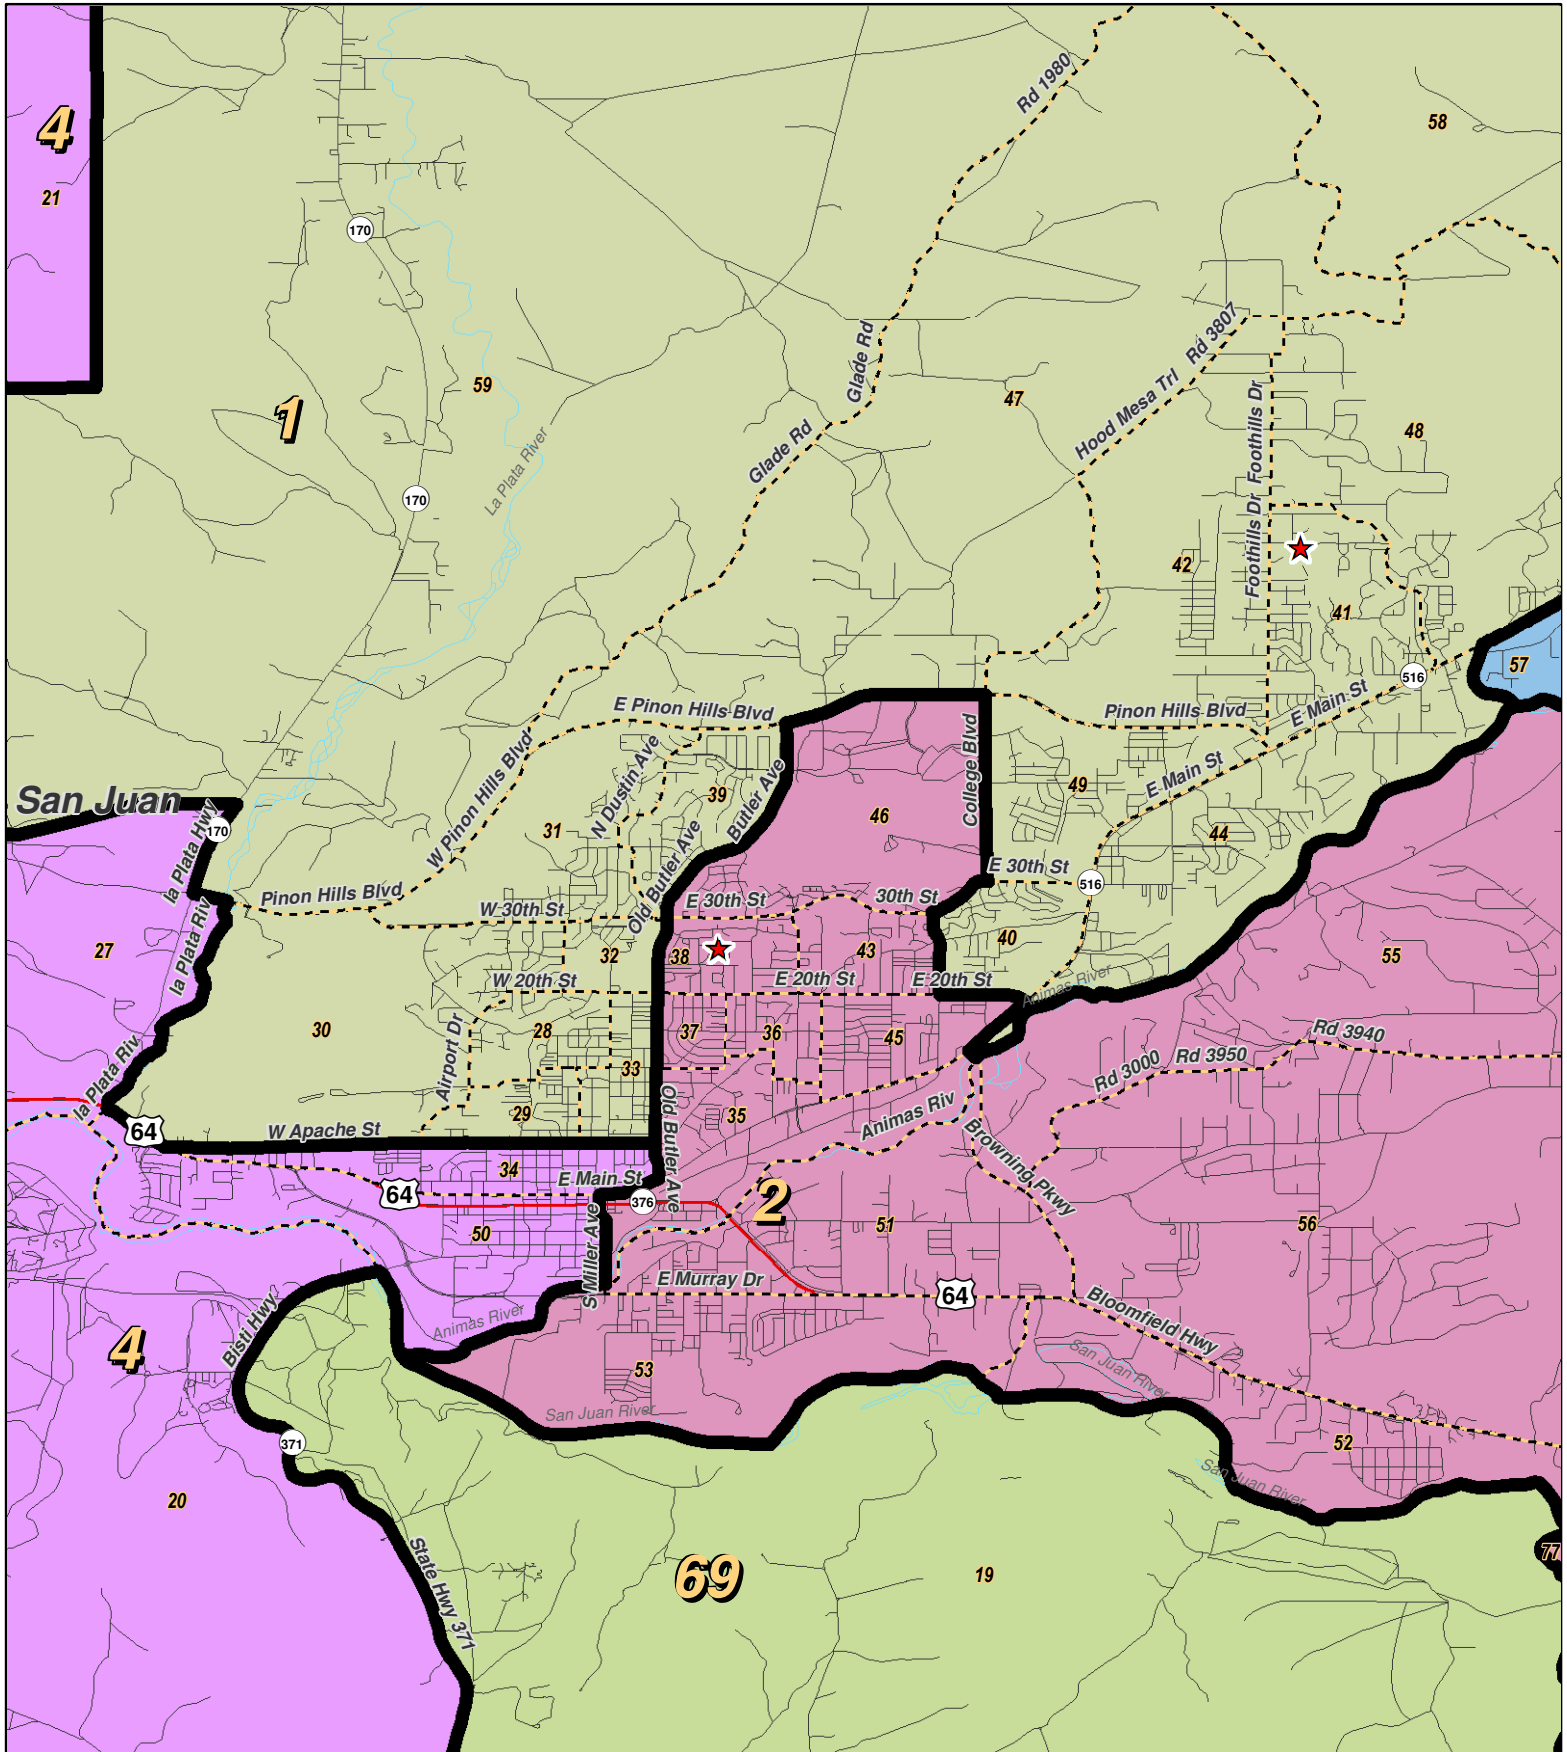 Rd 1980
58
4
21
170
Rd 3807
Glade Rd
59
47
Hood Mesa Trl
Foothills Dr
1
48
Glade Rd
La Plata River
170
Foothills Dr
42
41
57
516
E Pinon Hills Blvd
Pinon Hills Blvd
E Main St
College Blvd
N Dustin Ave
W Pinon Hills Blvd
Butler Ave
39
49
E Main St
San Juan
46
31
44
170
la Plata Hwy
Old Butler Ave
E 30th St
516
Pinon Hills Blvd
W 30th St
E 30th St
30th St
la Plata Riv
27
32
38
43
40
55
W 20th St
E 20th St
E 20th St
Animas River
30
28
37
36
45
Rd 3940
Airport Dr
33
Rd 3000
Rd 3950
la Plata Riv
29
35
Old Butler Ave
Animas Riv
64
W Apache St
Browning Pkwy
34
E Main St
64
376
2
50
S Miller Ave
51
56
E Murray Dr
64
Bloomfield Hwy
Bisti Hwy
Animas River
4
53
San Juan River
San Juan River
371
52
San Juan River
20
State Hwy 371
69
19
77